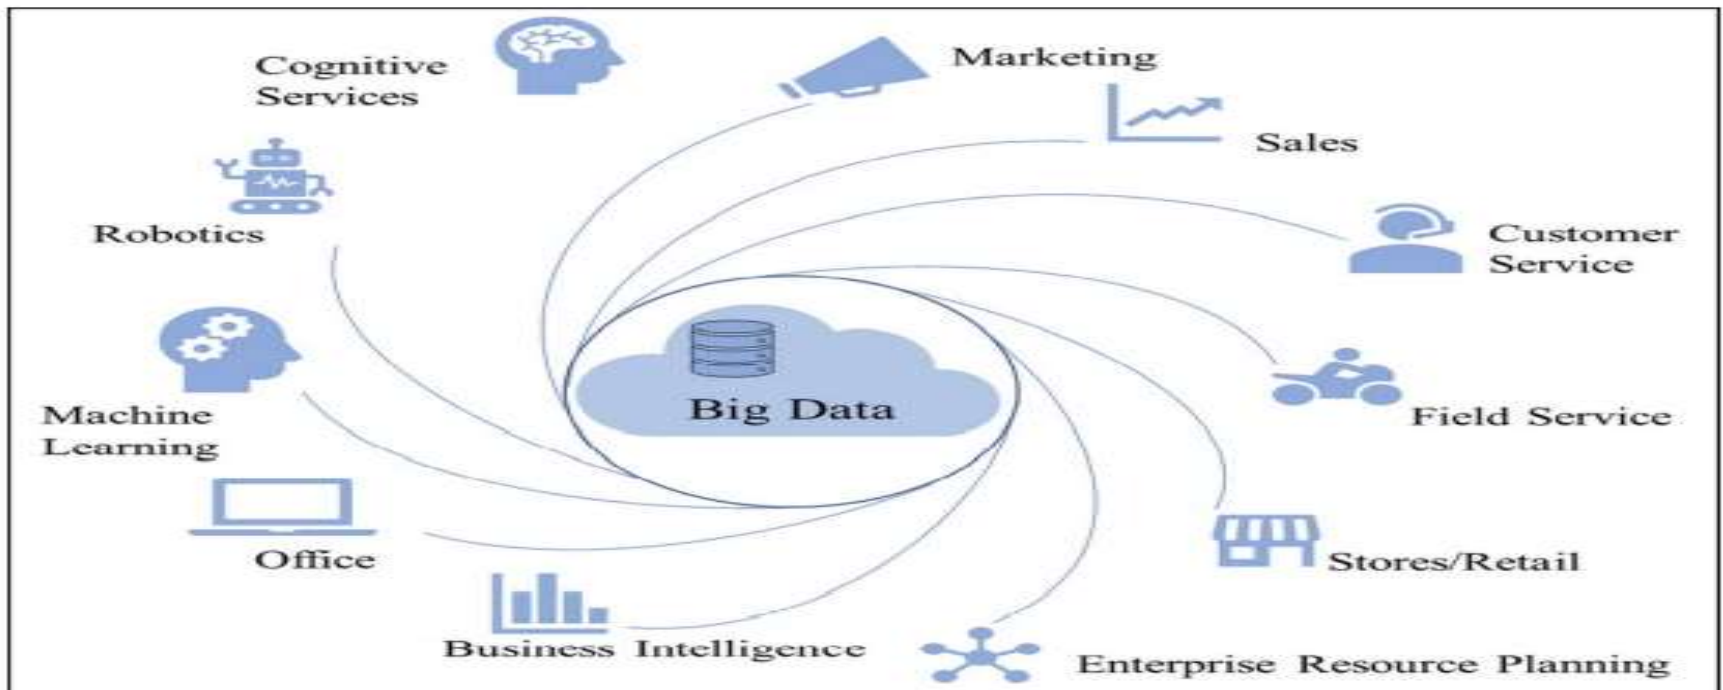 Cognitive
Services
Marketing
Sales
Robotics
Customer
Service
Big Data
Machine
Learning
Field Service
Office
Stores/Retail
Business Intelligence
Enterprise Resource Planning